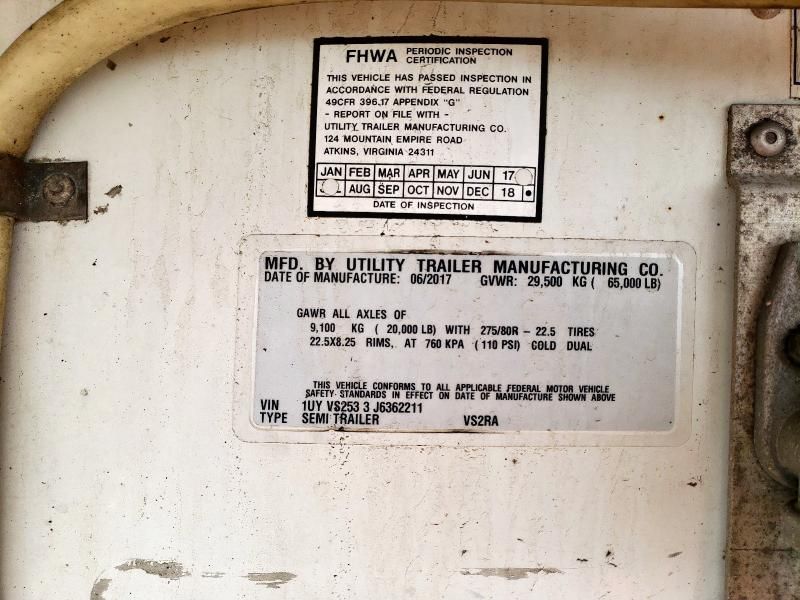 FHWA PERIODIC INSPECTION
CERTIFICATION
THIS VEHICLE HAS PASSED INSPECTION IN
ACCORDANCE WITH FEDERAL REGULATION
49CFR 396.17 APPENDIX "G"
- REPORT ON FILE WITH -
UTILITY TRAILER MANUFACTURING CO.
124 MOUNTAIN EMPIRE ROAD
ATKINS, VIRGINIA 24311
JAN FEB MAR APR MAY JUN 17
AUG SEP OCT NOV DEC 18
DATE OF INSPECTION
MFD. BY UTILITY TRAILER MANUFACTURING CO.
DATE OF MANUFACTURE: 06/2017 GVWR: 29,500 KG ( 65,000 LB)
GAWR ALL AXLES OF
9,100 KG ( 20,000 LB) WITH 275/80R - 22.5 TIRES
22.5X8.25 RIMS, AT 760 KPA (110 PSI) COLD DUAL
THIS VEHICLE CONFORMS TO ALL APPLICABLE FEDERAL MOTOR VEHICLE
SAFETY STANDARDS IN EFFECT ON DATE OF MANUFACTURE SHOWN ABOVE
VIN 1UY VS253 3 J6362211
TYPE SEMI TRAILER VS2RA